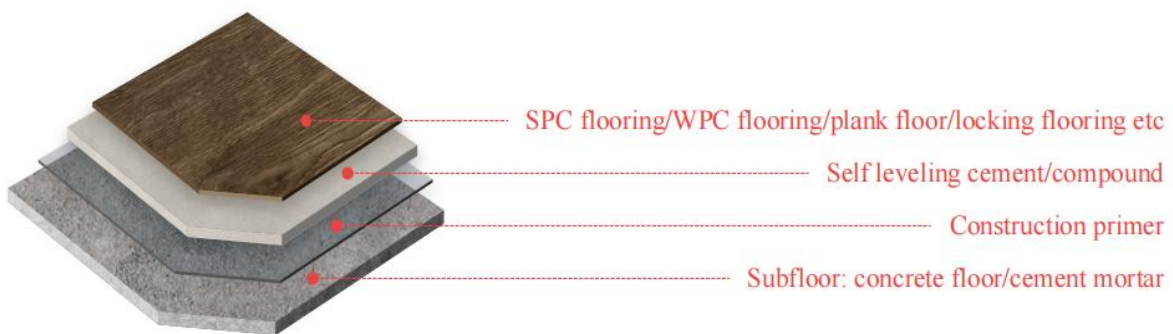 SPC flooring/WPC flooring/plank floor/locking flooring etc
Self leveling cement/compound
Construction primer
Subfloor: concrete floor/cement mortar